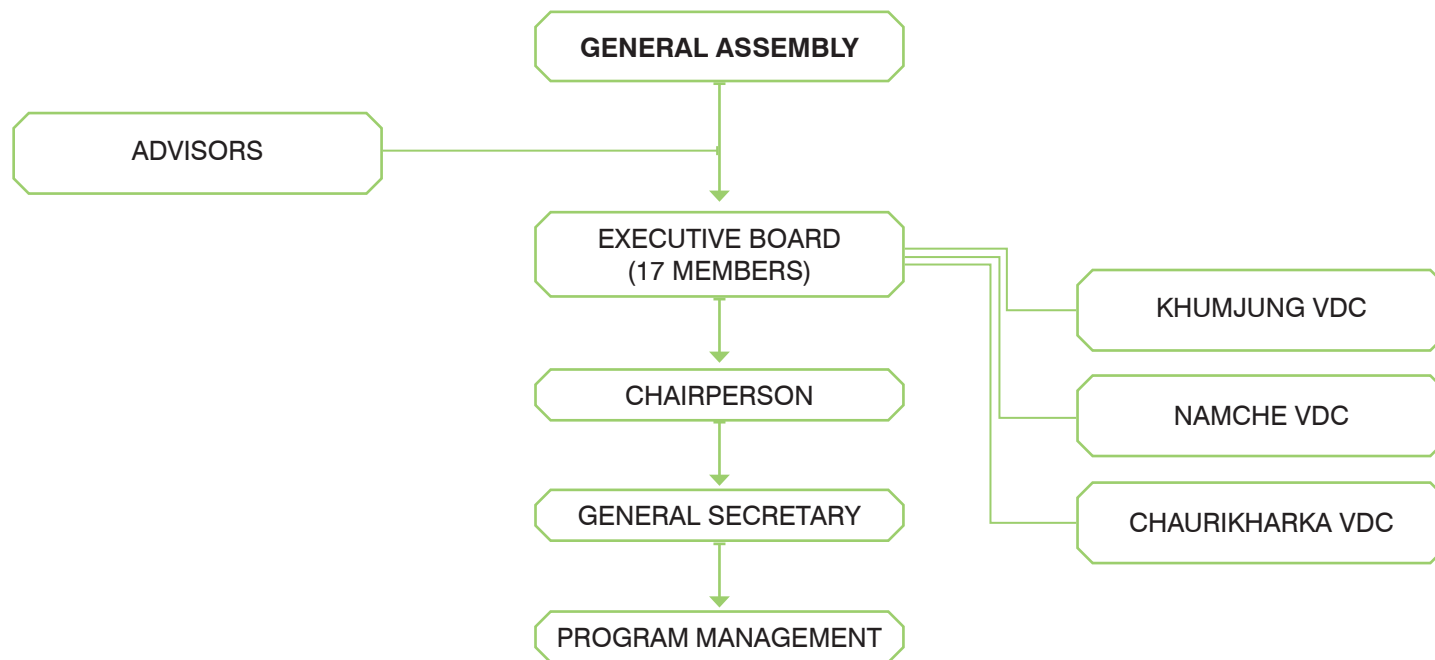 GENERAL ASSEMBLY
ADVISORS
EXECUTIVE BOARD
(17 MEMBERS)
KHUMJUNG VDC
CHAIRPERSON
NAMCHE VDC
GENERAL SECRETARY
CHAURIKHARKA VDC
PROGRAM MANAGEMENT